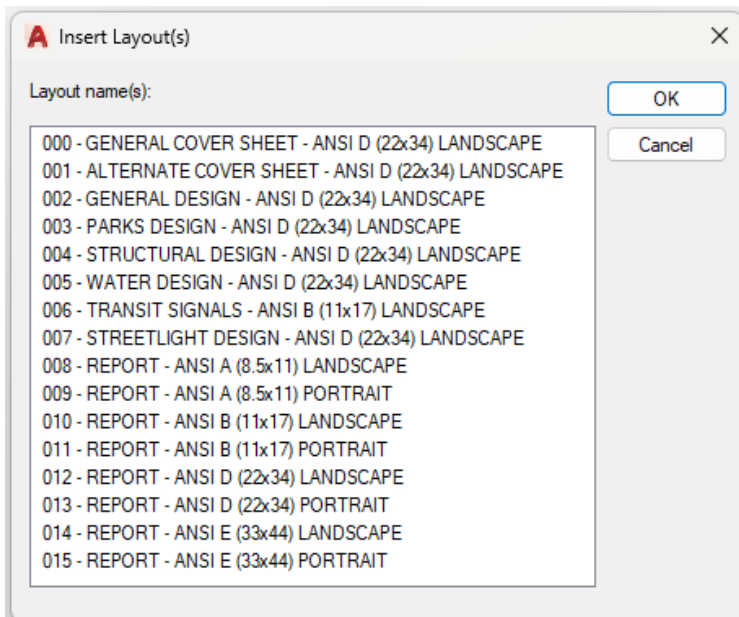 Insert Layout(s)
Layout name(s):
OK
Cancel
000 - GENERAL COVER SHEET - ANSI D (22x34) LANDSCAPE
001 - ALTERNATE COVER SHEET - ANSI D (22x34) LANDSCAPE
002 - GENERAL DESIGN - ANSI D (22x34) LANDSCAPE
003 - PARKS DESIGN - ANSI D (22x34) LANDSCAPE
004 - STRUCTURAL DESIGN - ANSI D (22x34) LANDSCAPE
005 - WATER DESIGN - ANSI D (22x34) LANDSCAPE
006 - TRANSIT SIGNALS - ANSI B (11x17) LANDSCAPE
007 - STREETLIGHT DESIGN - ANSI D (22x34) LANDSCAPE
008 - REPORT - ANSI A (8.5x11) LANDSCAPE
009 - REPORT - ANSI A (8.5x11) PORTRAIT
010 - REPORT - ANSI B (11x17) LANDSCAPE
011 - REPORT - ANSI B (11x17) PORTRAIT
012 - REPORT - ANSI D (22x34) LANDSCAPE
013 - REPORT - ANSI D (22x34) PORTRAIT
014 - REPORT - ANSI E (33x44) LANDSCAPE
015 - REPORT - ANSI E (33x44) PORTRAIT